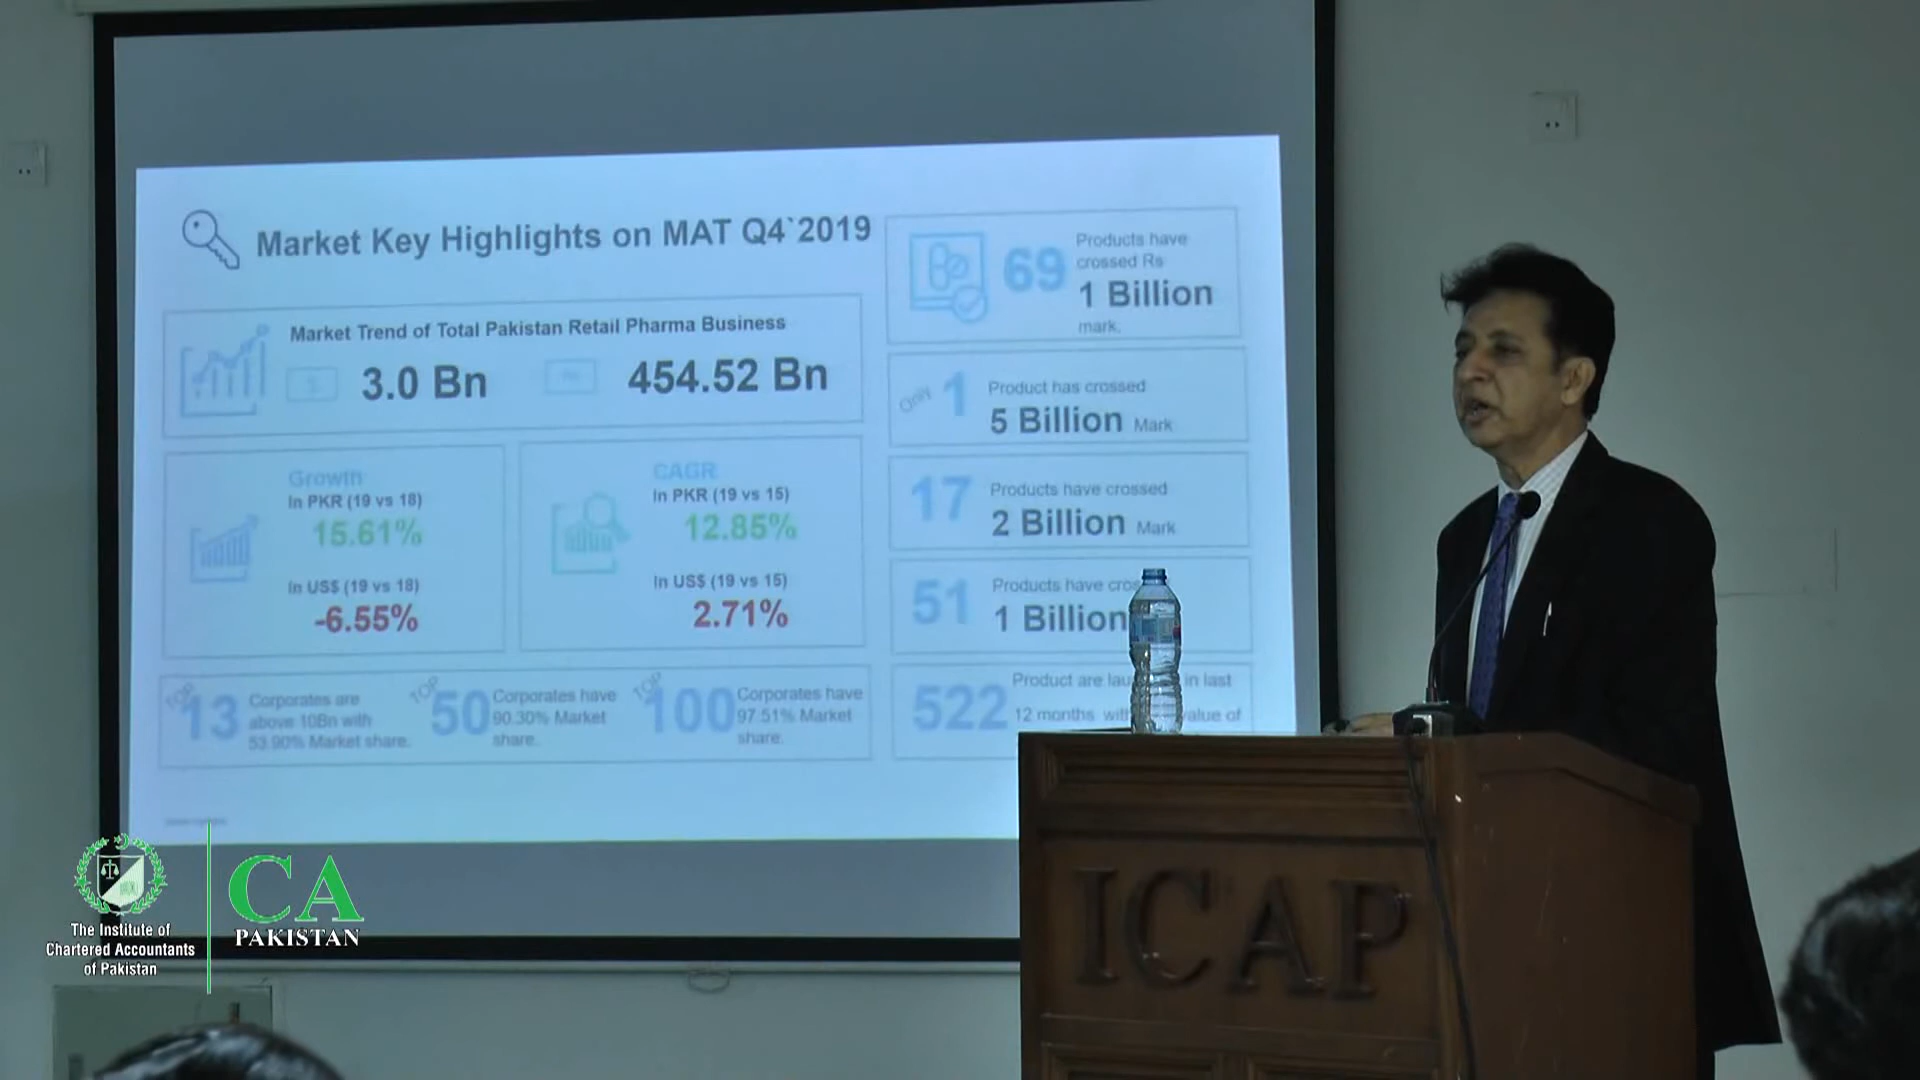 Market Key Highlights on MAT Q4`2019
Market Trend of Total Pakistan Retail Pharma Business
3.0 Bn
454.52 Bn
Growth
In PKR (19 vs 18)
15.61%
In US$ (19 vs 18)
-6.55%
CAGR
In PKR (19 vs 15)
12.85%
In US$ (19 vs 15)
2.71%
TOP 13
Corporates are
above 10Bn with
53.90% Market share.
TOP 50
Corporates have
90.30% Market
share.
TOP 100
Corporates have
97.51% Market
share.
69
Products have
crossed Rs
1 Billion
mark.
Only 1
Product has crossed
5 Billion Mark
17
Products have crossed
2 Billion Mark
51
Products have
1 Billion
522
Product are in last
12 months value of
The Institute of
Chartered Accountants
of Pakistan
CA
PAKISTAN
ICAP